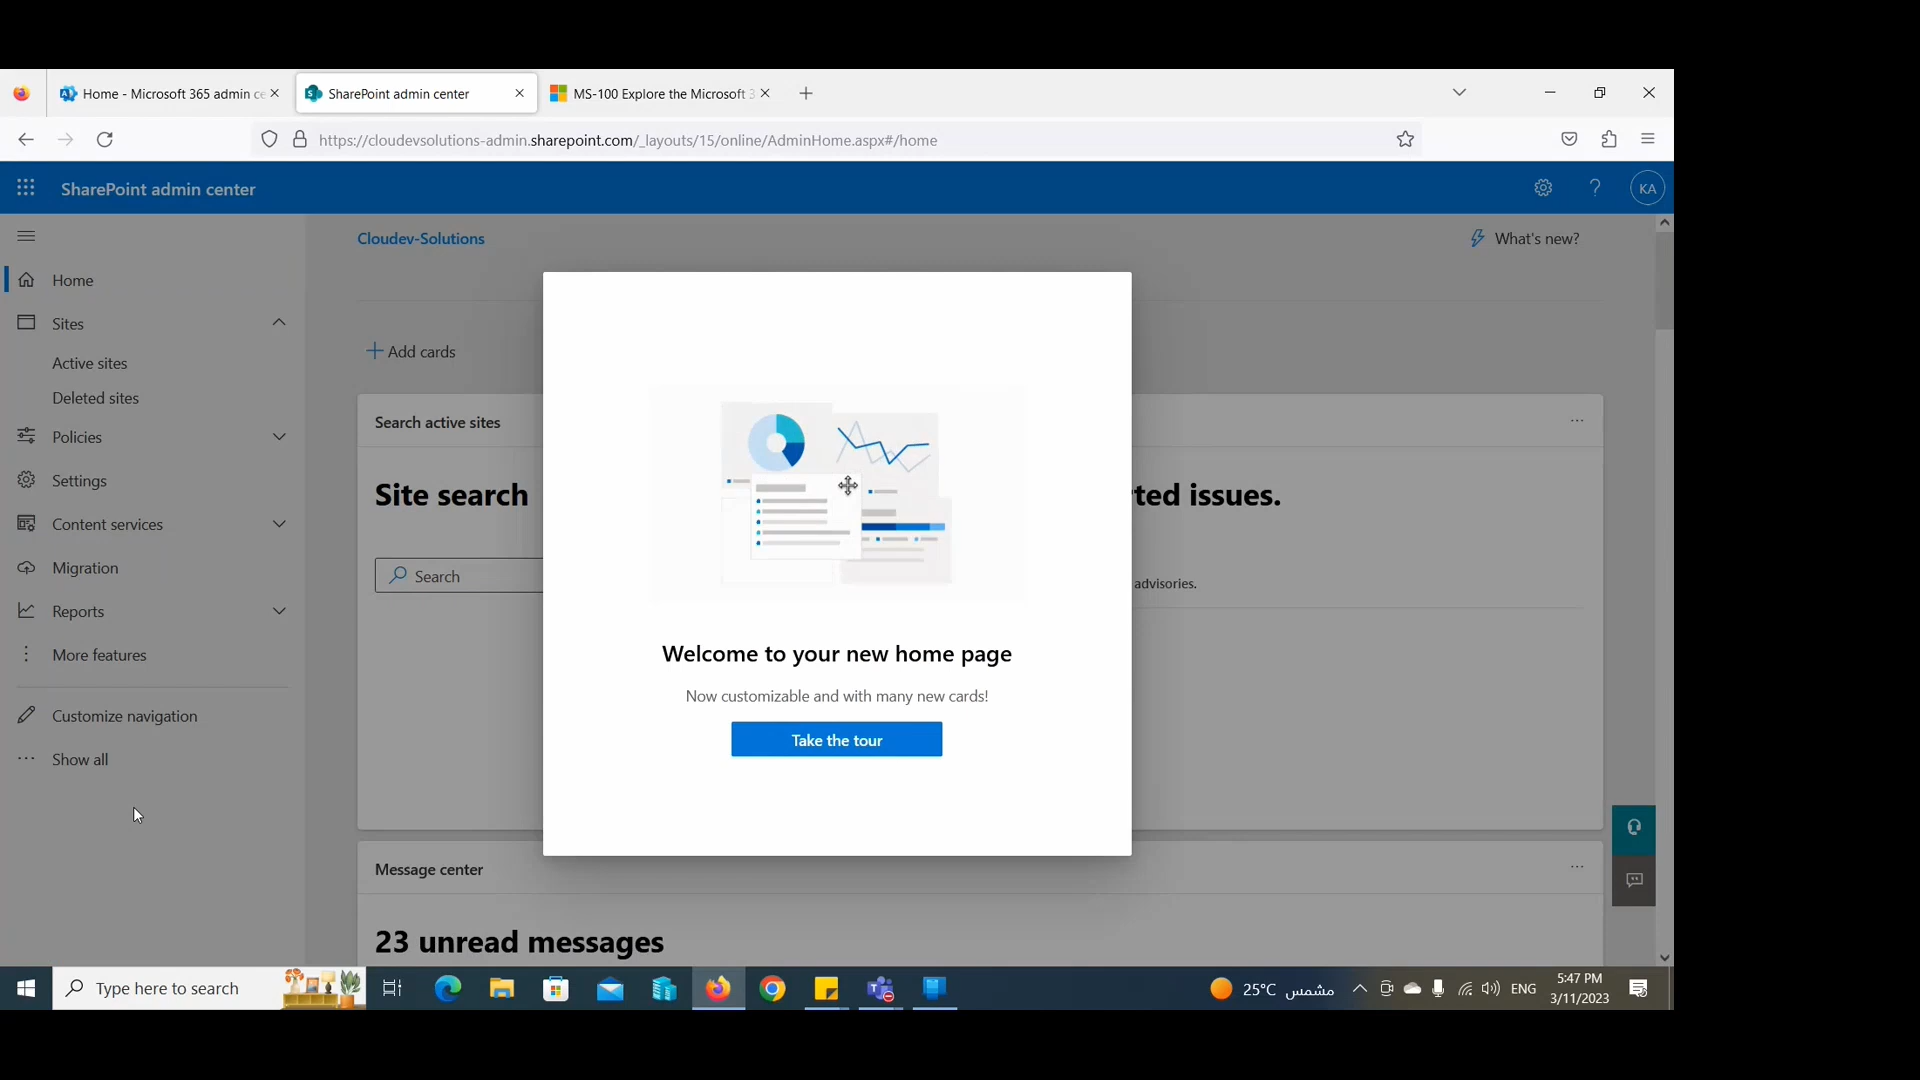 Home - Microsoft 365 admin ce
SharePoint admin center
MS-100 Explore the Microsoft 3
https://cloudevsolutions-admin.sharepoint.com/_layouts/15/online/AdminHome.aspx#/home
SharePoint admin center
KA
Cloudev-Solutions
What's new?
Home
Sites
Active sites
Deleted sites
Policies
Settings
Content services
Migration
Reports
More features
Customize navigation
Show all
Add cards
Search active sites
Site search
rted issues.
Search
advisories.
Welcome to your new home page
Now customizable and with many new cards!
Take the tour
Message center
23 unread messages
Type here to search
25°C مشمس
ENG
5:47 PM
3/11/2023